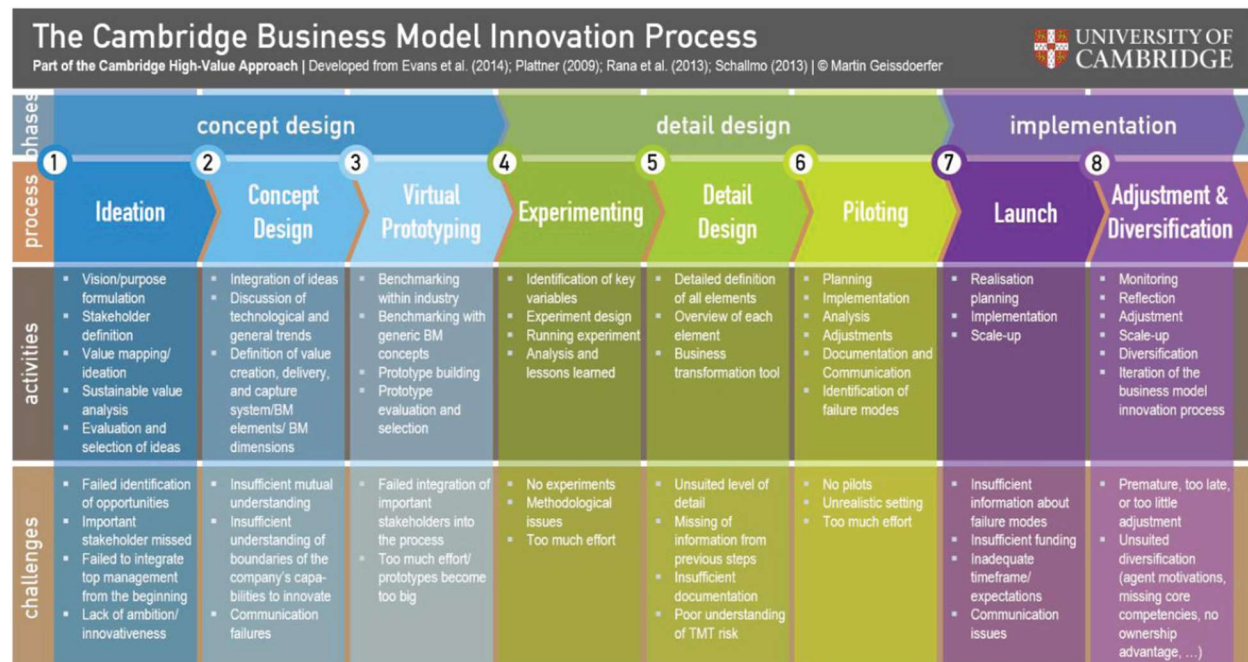 The Cambridge Business Model Innovation Process
Part of the Cambridge High-Value Approach | Developed from Evans et al. (2014); Plattner (2009); Rana et al. (2013); Schallmo (2013) | © Martin Geissdoerfer
UNIVERSITY OF
CAMBRIDGE
phases
concept design
detail design
implementation
process
1
Ideation
2
Concept
Design
3
Virtual
Prototyping
4
Experimenting
5
Detail
Design
6
Piloting
7
Launch
8
Adjustment &
Diversification
activities
▪ Vision/purpose
formulation
▪ Stakeholder
definition
▪ Value mapping/
ideation
▪ Sustainable value
analysis
▪ Evaluation and
selection of ideas
▪ Integration of ideas
▪ Discussion of
technological and
general trends
▪ Definition of value
creation, delivery,
and capture
system/BM
elements/ BM
dimensions
▪ Benchmarking
within industry
▪ Benchmarking with
generic BM
concepts
▪ Prototype building
▪ Prototype
evaluation and
selection
▪ Identification of key
variables
▪ Experiment design
▪ Running experiment
▪ Analysis and
lessons learned
▪ Detailed definition
of all elements
▪ Overview of each
element
▪ Business
transformation tool
▪ Planning
▪ Implementation
▪ Analysis
▪ Adjustments
▪ Documentation and
Communication
▪ Identification of
failure modes
▪ Realisation
planning
▪ Implementation
▪ Scale-up
▪ Monitoring
▪ Reflection
▪ Adjustment
▪ Scale-up
▪ Diversification
▪ Iteration of the
business model
innovation process
challenges
▪ Failed identification
of opportunities
▪ Important
stakeholder missed
▪ Failed to integrate
top management
from the beginning
▪ Lack of ambition/
innovativeness
▪ Insufficient mutual
understanding
▪ Insufficient
understanding of
boundaries of the
company's capa-
bilities to innovate
▪ Communication
failures
▪ Failed integration of
important
stakeholders into
the process
▪ Too much effort/
prototypes become
too big
▪ No experiments
▪ Methodological
issues
▪ Too much effort
▪ Unsuited level of
detail
▪ Missing of
information from
previous steps
▪ Insufficient
documentation
▪ Poor understanding
of TMT risk
▪ No pilots
▪ Unrealistic setting
▪ Too much effort
▪ Insufficient
information about
failure modes
▪ Insufficient funding
▪ Inadequate
timeframe/
expectations
▪ Communication
issues
▪ Premature, too late,
or too little
adjustment
▪ Unsuited
diversification
(agent motivations,
missing core
competencies, no
ownership
advantage, …)